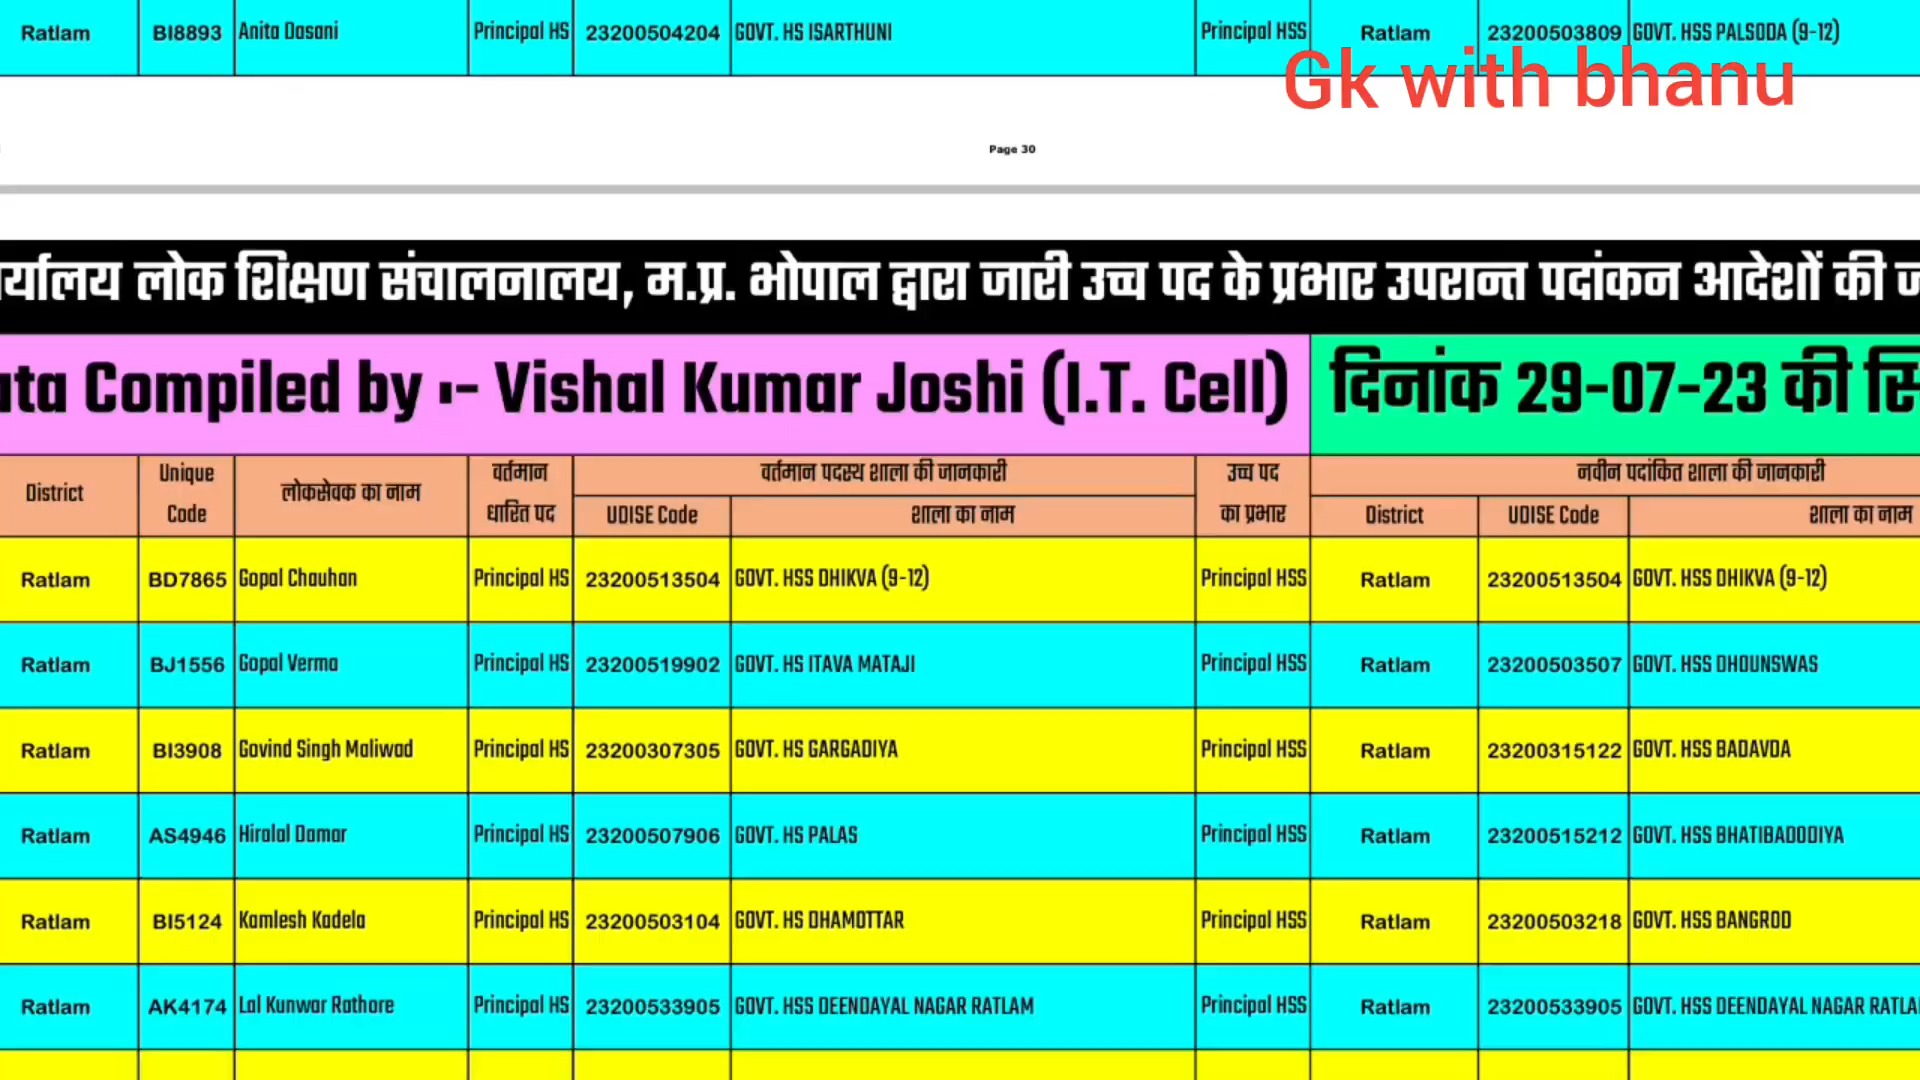 Ratlam BI8893 Anita Dasani Principal HS 23200504204 GOVT. HS ISARTHUNI Principal HSS Ratlam 23200503809 GOVT. HSS PALSODA (9-12)
Gk with bhanu
Page 30
र्यालय लोक शिक्षण संचालनालय, म.प्र. भोपाल द्वारा जारी उच्च पद के प्रभार उपरान्त पदांकन आदेशों की
ata Compiled by :- Vishal Kumar Joshi (I.T. Cell) दिनांक 29-07-23 की
District Unique Code लोकसेवक का नाम वर्तमान धारित पद वर्तमान पदस्थ शाला की जानकारी उच्च पद का प्रभार नवीन पदांकित शाला की जानकारी
UDISE Code शाला का नाम District UDISE Code शाला का नाम
Ratlam BD7865 Gopal Chauhan Principal HS 23200513504 GOVT. HSS DHIKVA (9-12) Principal HSS Ratlam 23200513504 GOVT. HSS DHIKVA (9-12)
Ratlam BJ1556 Gopal Verma Principal HS 23200519902 GOVT. HS ITAVA MATAJI Principal HSS Ratlam 23200503507 GOVT. HSS DHOUNSWAS
Ratlam BI3908 Govind Singh Maliwad Principal HS 23200307305 GOVT. HS GARGADIYA Principal HSS Ratlam 23200315122 GOVT. HSS BADAVDA
Ratlam AS4946 Hiralal Damar Principal HS 23200507906 GOVT. HS PALAS Principal HSS Ratlam 23200515212 GOVT. HSS BHATIBADODIYA
Ratlam BI5124 Kamlesh Kadela Principal HS 23200503104 GOVT. HS DHAMOTTAR Principal HSS Ratlam 23200503218 GOVT. HSS BANGROD
Ratlam AK4174 Lal Kunwar Rathore Principal HS 23200533905 GOVT. HSS DEENDAYAL NAGAR RATLAM Principal HSS Ratlam 23200533905 GOVT. HSS DEENDAYAL NAGAR RATLA